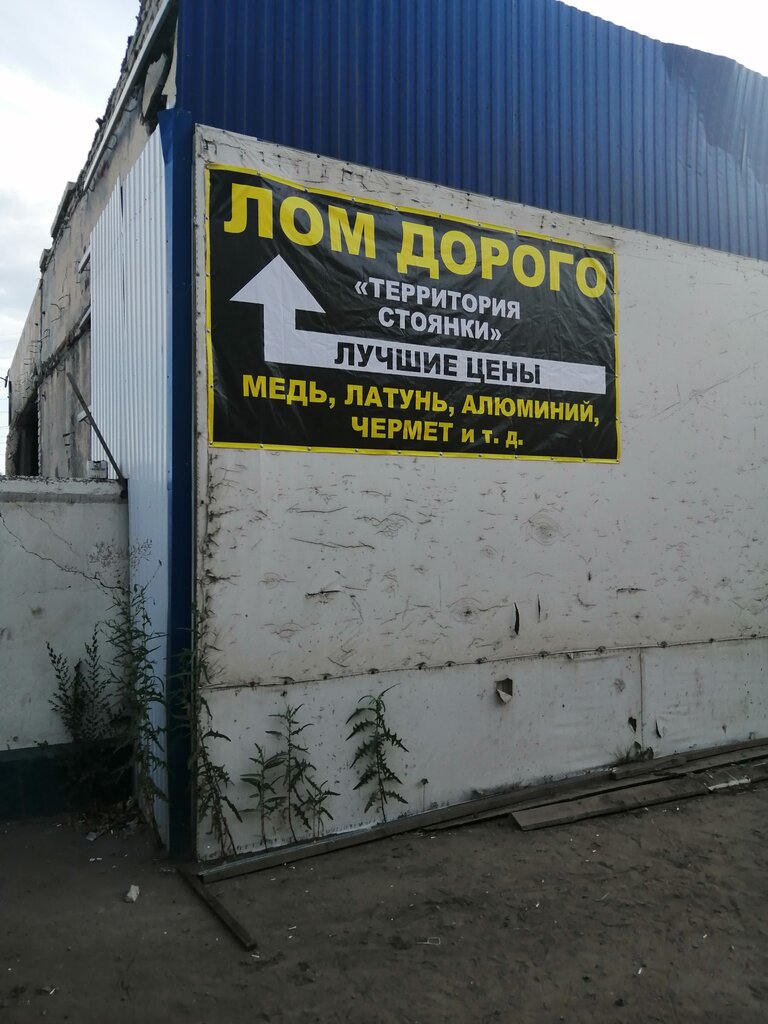 ЛОМ ДОРОГО
«ТЕРРИТОРИЯ
СТОЯНКИ»
ЛУЧШИЕ ЦЕНЫ
МЕДЬ, ЛАТУНЬ, АЛЮМИНИЙ,
ЧЕРМЕТ и т. д.